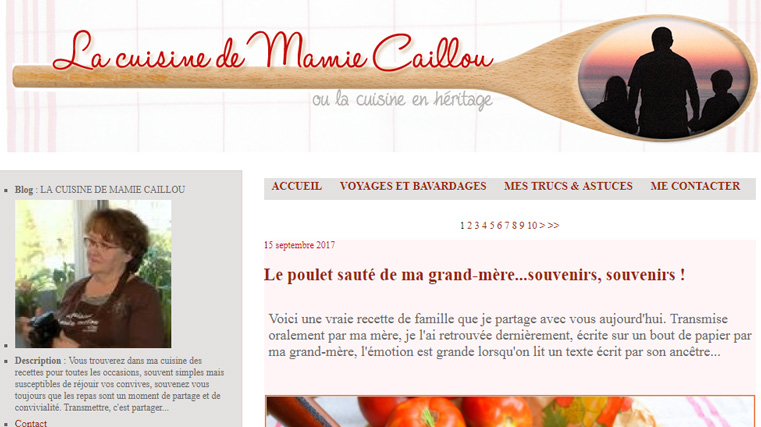 La cuisine de Mamie Caillou
ou la cuisine en héritage
Blog : LA CUISINE DE MAMIE CAILLOU
Description : Vous trouverez dans ma cuisine des
recettes pour toutes les occasions, souvent simples mais
susceptibles de réjouir vos convives, souvenez vous
toujours que les repas sont un moment de partage et de
convivialité. Transmettre, c'est partager...
Contact
ACCUEIL VOYAGES ET BAVARDAGES MES TRUCS & ASTUCES ME CONTACTER
1 2 3 4 5 6 7 8 9 10 > >>
15 septembre 2017
Le poulet sauté de ma grand-mère...souvenirs, souvenirs !
Voici une vraie recette de famille que je partage avec vous aujourd'hui. Transmise
oralement par ma mère, je l'ai retrouvée dernièrement, écrite sur un bout de papier par
ma grand-mère, l'émotion est grande lorsqu'on lit un texte écrit par son ancêtre...